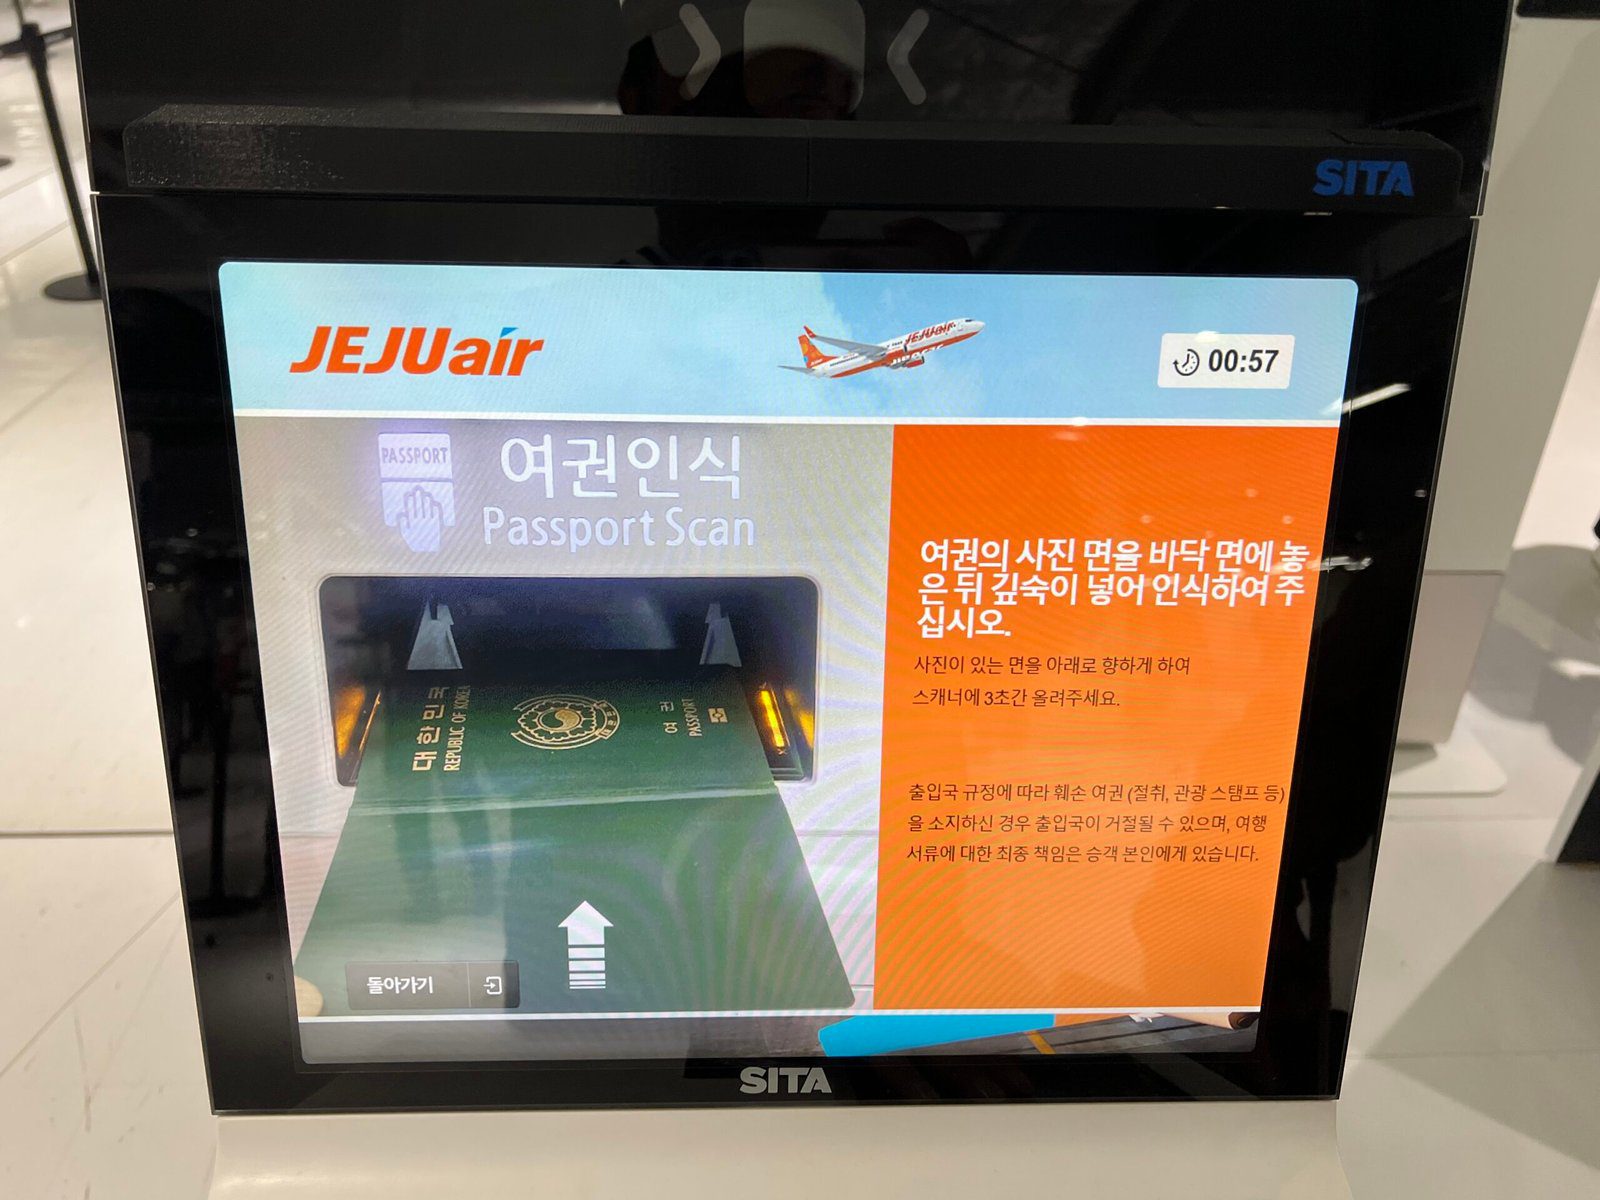 SITA
JEJUair
JEJUair
00:57
PASSPORT
여권인식
Passport Scan
대한민국
REPUBLIC OF KOREA
여권
PASSPORT
돌아가기
여권의 사진 면을 바닥 면에 놓
은 뒤 깊숙이 넣어 인식하여 주
십시오.
사진이 있는 면을 아래로 향하게 하여
스캐너에 3초간 올려주세요.
출입국 규정에 따라 훼손 여권 (절취, 관광 스탬프 등)
을 소지하신 경우 출입국이 거절될 수 있으며, 여행
서류에 대한 최종 책임은 승객 본인에게 있습니다.
SITA